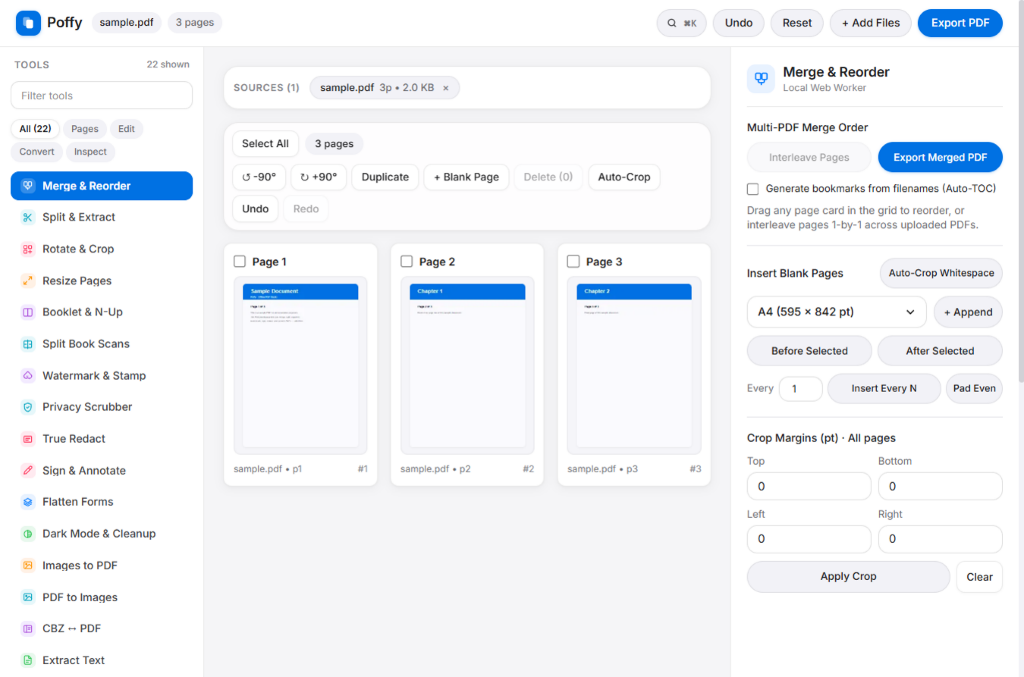 Poffy sample.pdf 3 pages ⌘K Undo Reset + Add Files Export PDF
TOOLS 22 shown
Filter tools
All (22) Pages Edit
Convert Inspect
Merge & Reorder
Split & Extract
Rotate & Crop
Resize Pages
Booklet & N-Up
Split Book Scans
Watermark & Stamp
Privacy Scrubber
True Redact
Sign & Annotate
Flatten Forms
Dark Mode & Cleanup
Images to PDF
PDF to Images
CBZ ↔ PDF
Extract Text
SOURCES (1) sample.pdf 3p • 2.0 KB ×
Select All 3 pages
↺ -90° ↻ +90° Duplicate + Blank Page Delete (0) Auto-Crop
Undo Redo
Page 1
Sample Document
sample.pdf • p1 #1
Page 2
Chapter 1
sample.pdf • p2 #2
Page 3
Chapter 2
sample.pdf • p3 #3
Merge & Reorder
Local Web Worker
Multi-PDF Merge Order
Interleave Pages Export Merged PDF
Generate bookmarks from filenames (Auto-TOC)
Drag any page card in the grid to reorder, or
interleave pages 1-by-1 across uploaded PDFs.
Insert Blank Pages Auto-Crop Whitespace
A4 (595 × 842 pt) + Append
Before Selected After Selected
Every 1 Insert Every N Pad Even
Crop Margins (pt) · All pages
Top Bottom
0 0
Left Right
0 0
Apply Crop Clear